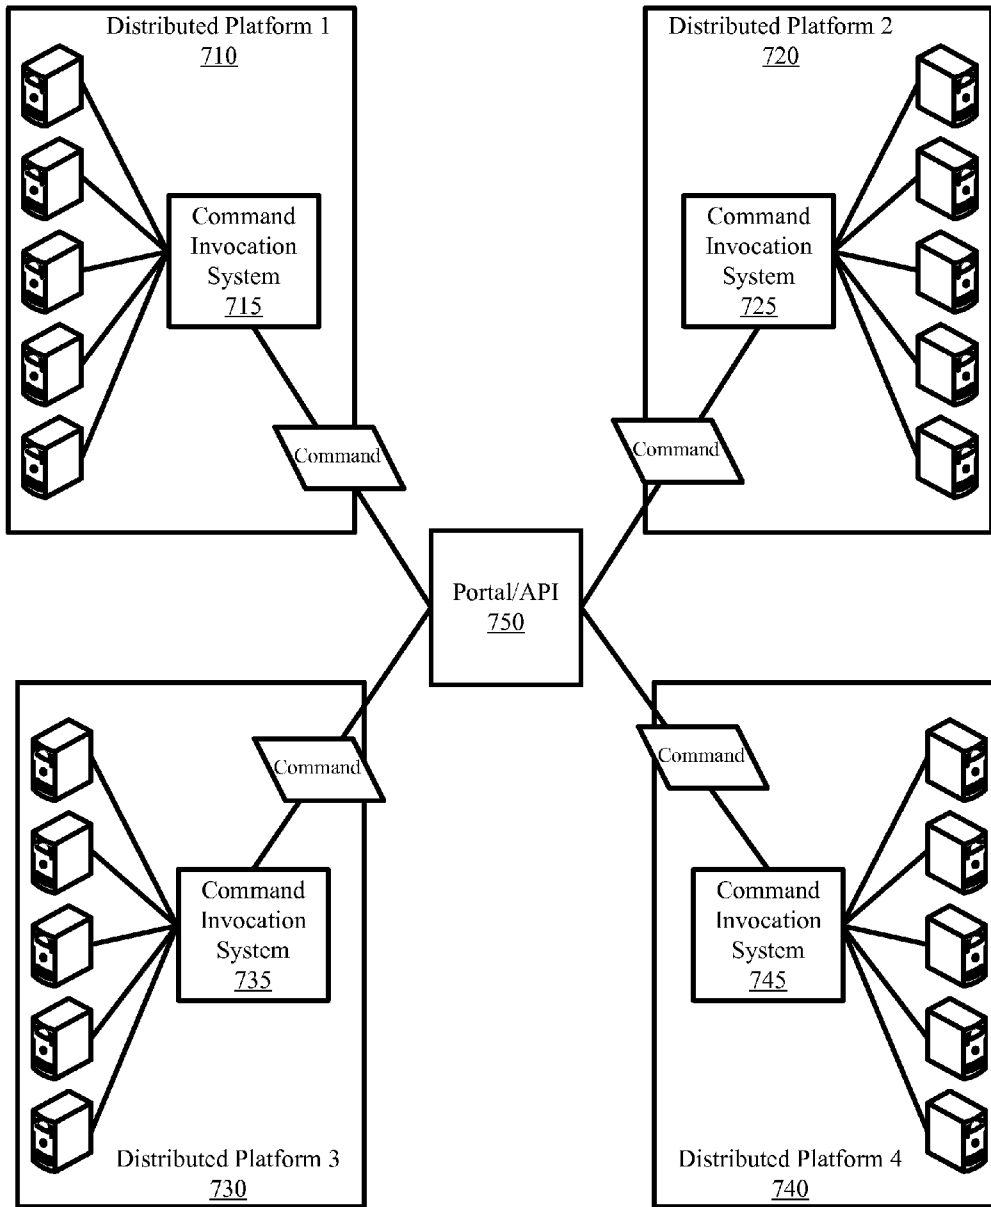 Distributed Platform 1
710
Command
Invocation
System
715
Command
Distributed Platform 2
720
Command
Invocation
System
725
Command
Portal/API
750
Command
Command
Invocation
System
735
Distributed Platform 3
730
Command
Command
Invocation
System
745
Distributed Platform 4
740